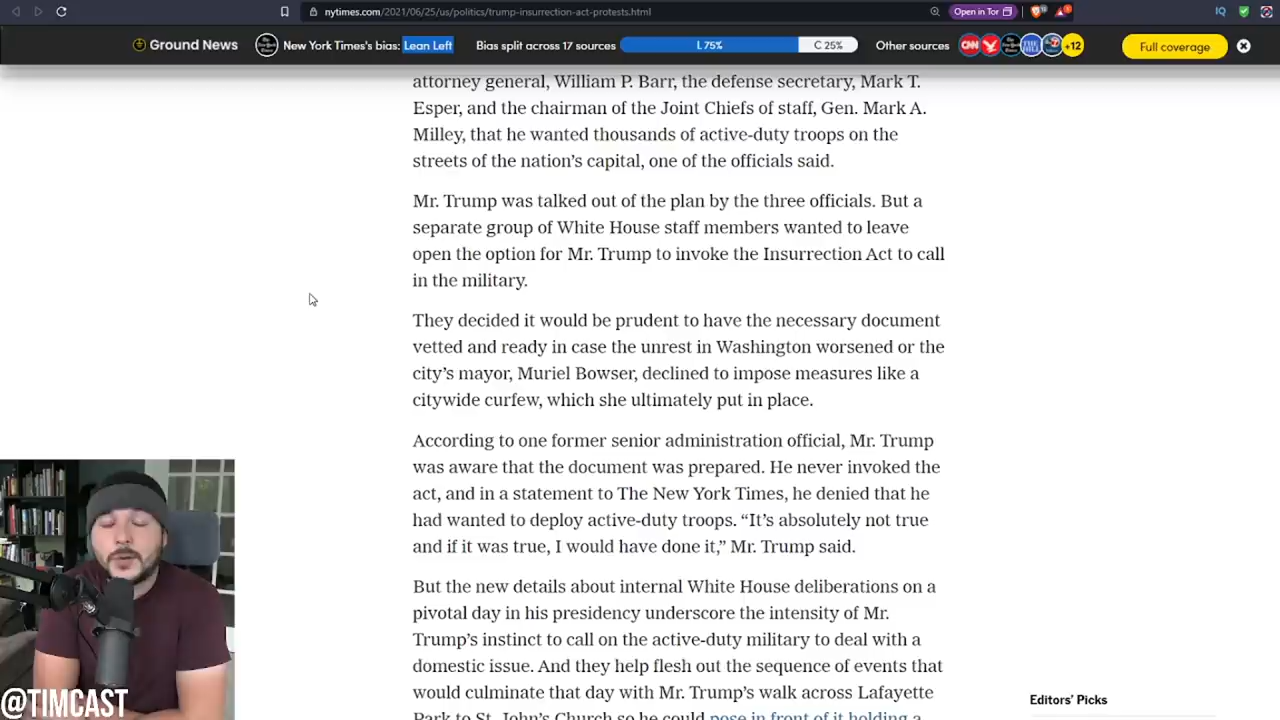 nytimes.com/2021/06/25/us/politics/trump-insurrection-act-protests.html
Open in Tor
IQ
Ground News
New York Times's bias: Lean Left
Bias split across 17 sources
L 75%
C 25%
Other sources
CNN
+12
Full coverage
attorney general, William P. Barr, the defense secretary, Mark T.
Esper, and the chairman of the Joint Chiefs of staff, Gen. Mark A.
Milley, that he wanted thousands of active-duty troops on the
streets of the nation’s capital, one of the officials said.
Mr. Trump was talked out of the plan by the three officials. But a
separate group of White House staff members wanted to leave
open the option for Mr. Trump to invoke the Insurrection Act to call
in the military.
They decided it would be prudent to have the necessary document
vetted and ready in case the unrest in Washington worsened or the
city’s mayor, Muriel Bowser, declined to impose measures like a
citywide curfew, which she ultimately put in place.
According to one former senior administration official, Mr. Trump
was aware that the document was prepared. He never invoked the
act, and in a statement to The New York Times, he denied that he
had wanted to deploy active-duty troops. “It’s absolutely not true
and if it was true, I would have done it,” Mr. Trump said.
But the new details about internal White House deliberations on a
pivotal day in his presidency underscore the intensity of Mr.
Trump’s instinct to call on the active-duty military to deal with a
domestic issue. And they help flesh out the sequence of events that
would culminate that day with Mr. Trump’s walk across Lafayette
Park to St. John’s Church so he could pose in front of it holding a
Editors’ Picks
@TIMCAST